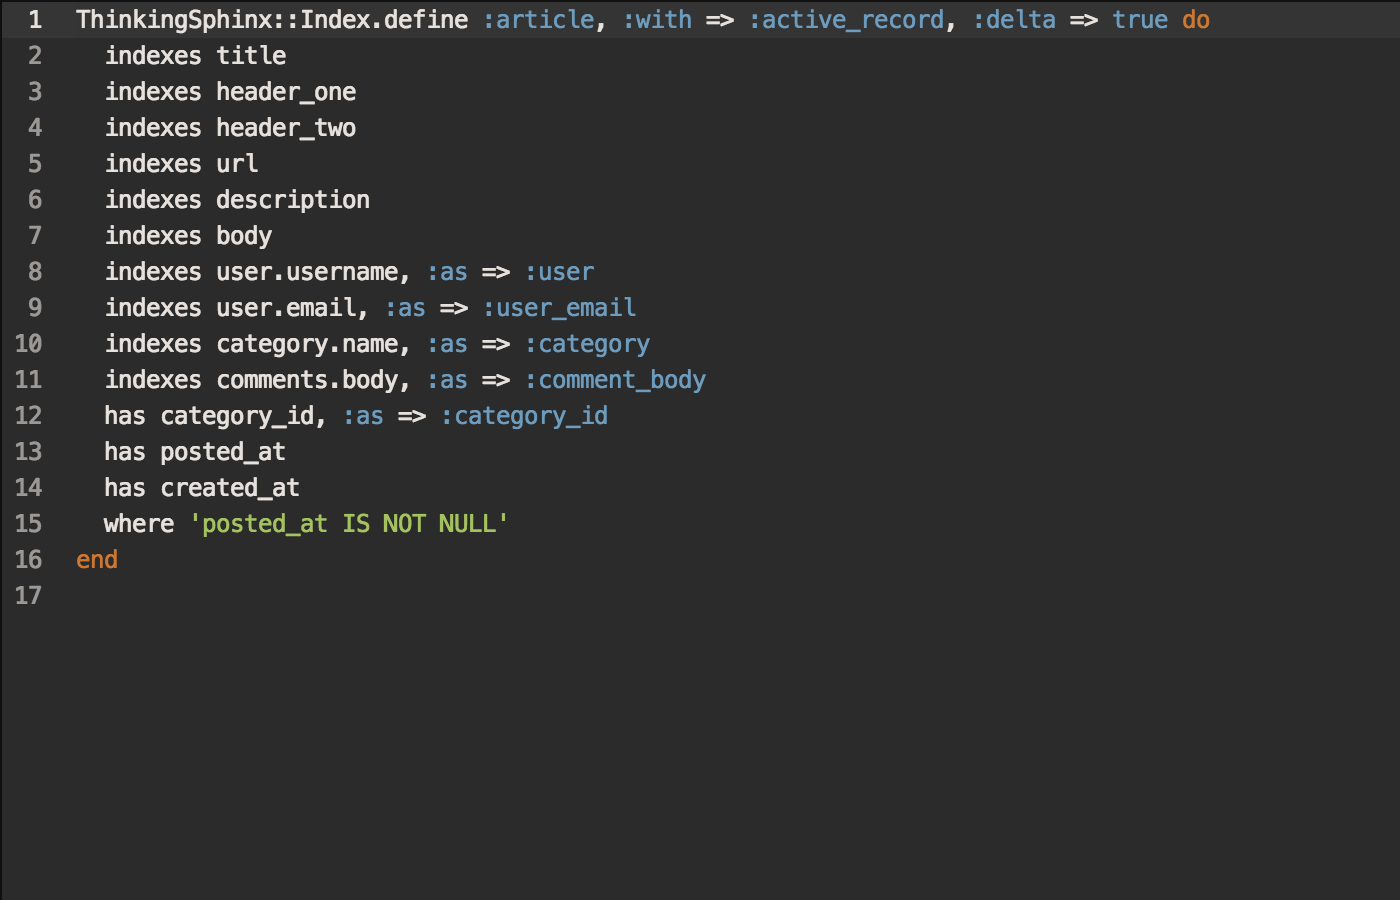 1 ThinkingSphinx::Index.define :article, :with => :active_record, :delta => true do
2   indexes title
3   indexes header_one
4   indexes header_two
5   indexes url
6   indexes description
7   indexes body
8   indexes user.username, :as => :user
9   indexes user.email, :as => :user_email
10   indexes category.name, :as => :category
11   indexes comments.body, :as => :comment_body
12   has category_id, :as => :category_id
13   has posted_at
14   has created_at
15   where 'posted_at IS NOT NULL'
16 end
17